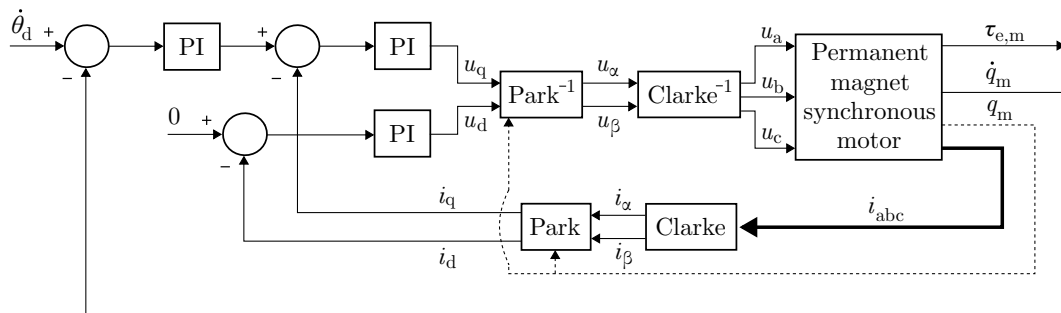 θ̇d + - PI + - PI uq
0 + - PI ud
Park⁻¹ uα uβ
Clarke⁻¹ ua ub uc
Permanent
magnet
synchronous
motor
τe,m
q̇m
qm
iq id Park iα iβ Clarke iabc